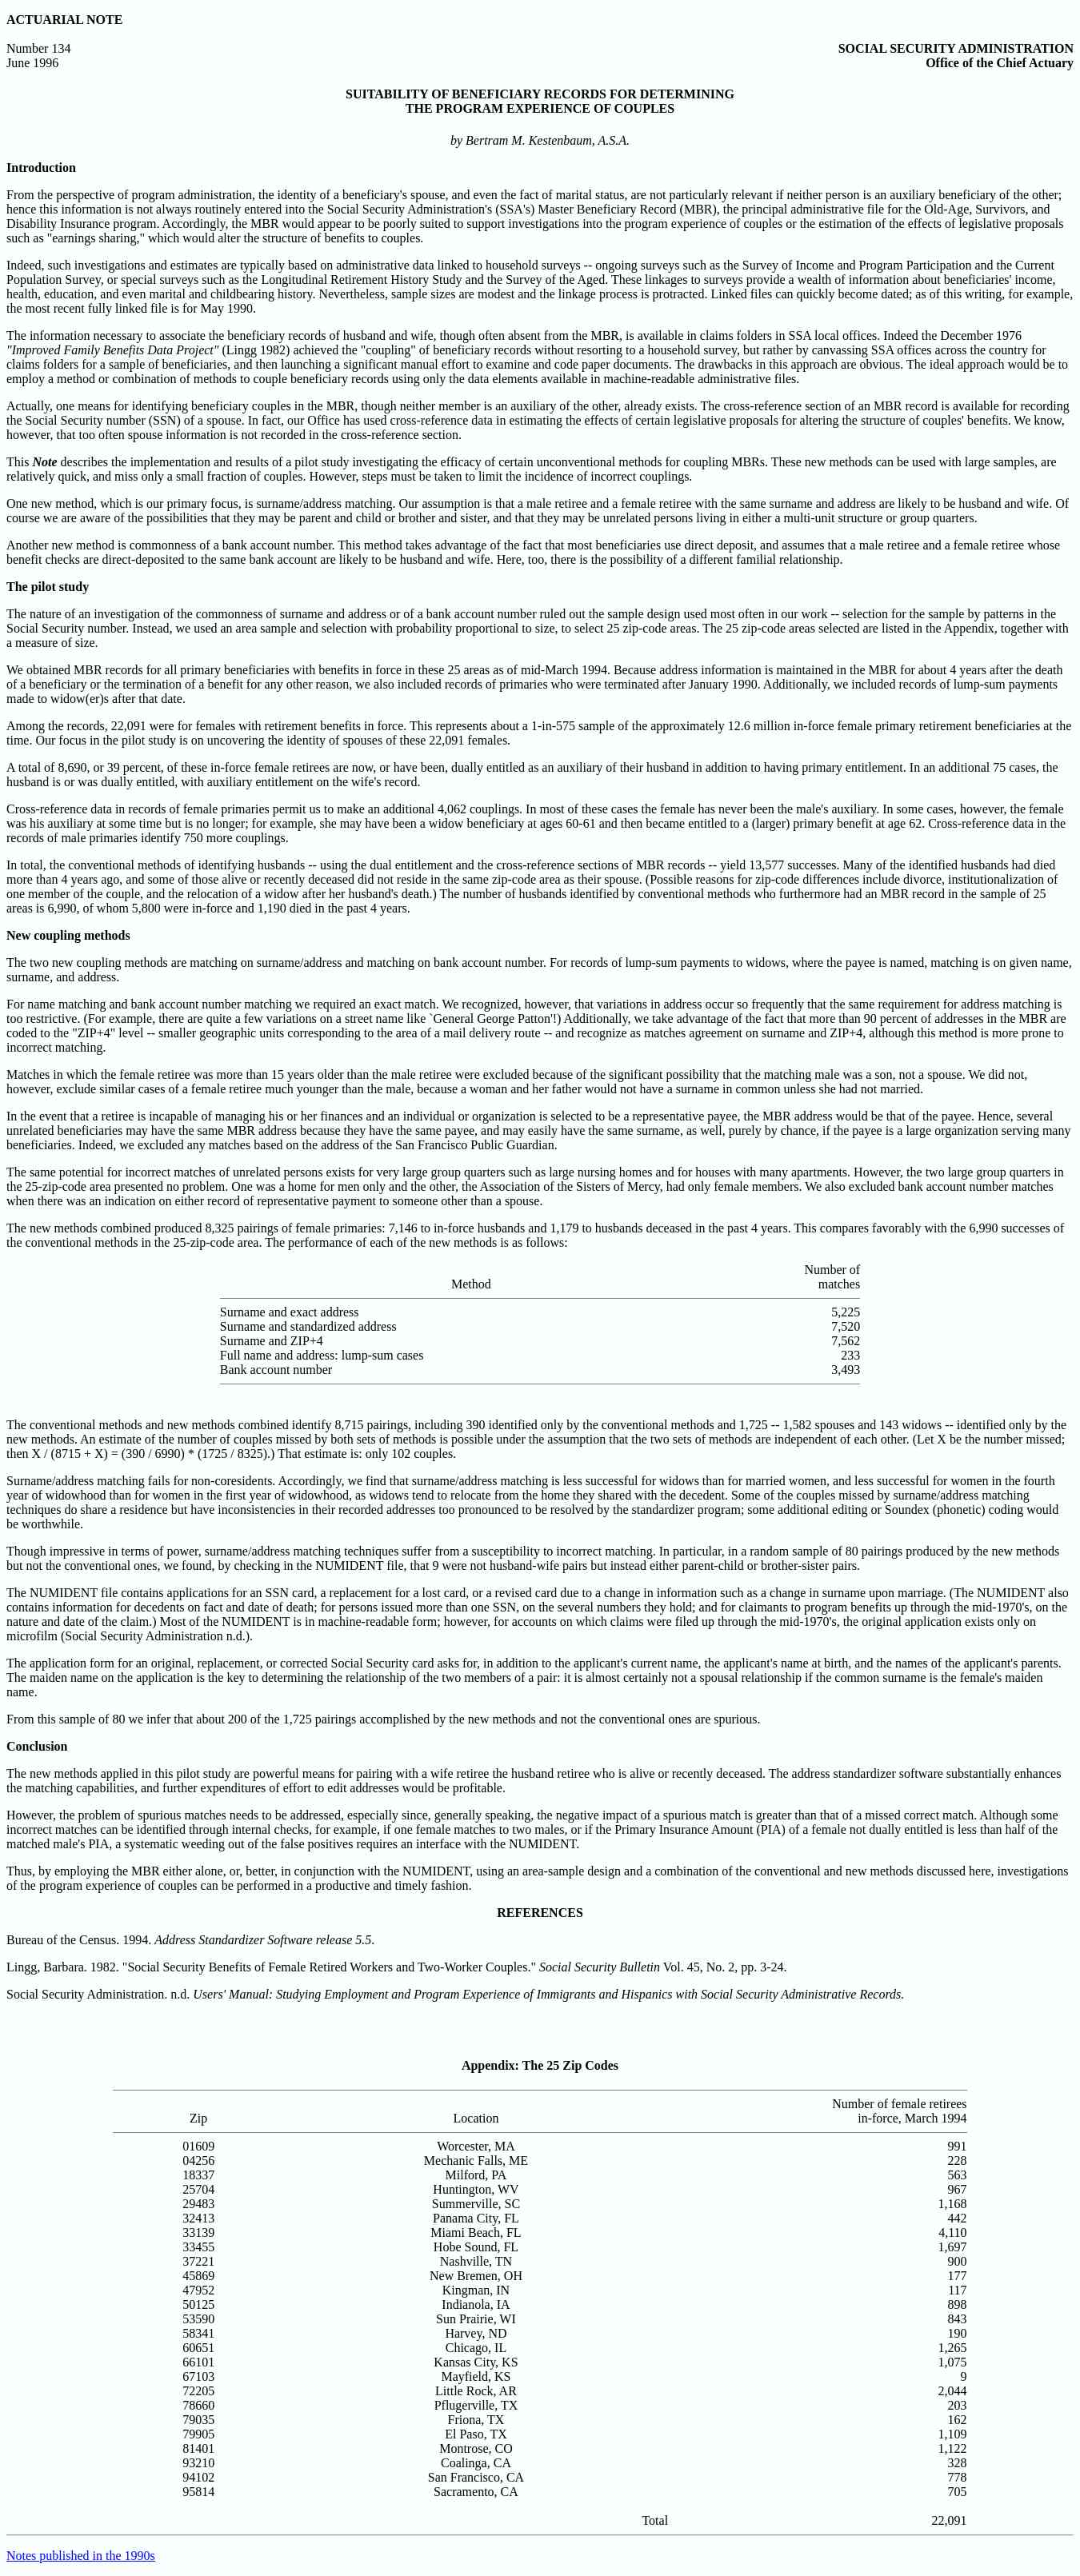 ACTUARIAL NOTE
Number 134
June 1996
SOCIAL SECURITY ADMINISTRATION
Office of the Chief Actuary
SUITABILITY OF BENEFICIARY RECORDS FOR DETERMINING
THE PROGRAM EXPERIENCE OF COUPLES
by Bertram M. Kestenbaum, A.S.A.
Introduction
From the perspective of program administration, the identity of a beneficiary's spouse, and even the fact of marital status, are not particularly relevant if neither person is an auxiliary beneficiary of the other;
hence this information is not always routinely entered into the Social Security Administration's (SSA's) Master Beneficiary Record (MBR), the principal administrative file for the Old-Age, Survivors, and
Disability Insurance program. Accordingly, the MBR would appear to be poorly suited to support investigations into the program experience of couples or the estimation of the effects of legislative proposals
such as "earnings sharing," which would alter the structure of benefits to couples.
Indeed, such investigations and estimates are typically based on administrative data linked to household surveys -- ongoing surveys such as the Survey of Income and Program Participation and the Current
Population Survey, or special surveys such as the Longitudinal Retirement History Study and the Survey of the Aged. These linkages to surveys provide a wealth of information about beneficiaries' income,
health, education, and even marital and childbearing history. Nevertheless, sample sizes are modest and the linkage process is protracted. Linked files can quickly become dated; as of this writing, for example,
the most recent fully linked file is for May 1990.
The information necessary to associate the beneficiary records of husband and wife, though often absent from the MBR, is available in claims folders in SSA local offices. Indeed the December 1976
"Improved Family Benefits Data Project" (Lingg 1982) achieved the "coupling" of beneficiary records without resorting to a household survey, but rather by canvassing SSA offices across the country for
claims folders for a sample of beneficiaries, and then launching a significant manual effort to examine and code paper documents. The drawbacks in this approach are obvious. The ideal approach would be to
employ a method or combination of methods to couple beneficiary records using only the data elements available in machine-readable administrative files.
Actually, one means for identifying beneficiary couples in the MBR, though neither member is an auxiliary of the other, already exists. The cross-reference section of an MBR record is available for recording
the Social Security number (SSN) of a spouse. In fact, our Office has used cross-reference data in estimating the effects of certain legislative proposals for altering the structure of couples' benefits. We know,
however, that too often spouse information is not recorded in the cross-reference section.
This Note describes the implementation and results of a pilot study investigating the efficacy of certain unconventional methods for coupling MBRs. These new methods can be used with large samples, are
relatively quick, and miss only a small fraction of couples. However, steps must be taken to limit the incidence of incorrect couplings.
One new method, which is our primary focus, is surname/address matching. Our assumption is that a male retiree and a female retiree with the same surname and address are likely to be husband and wife. Of
course we are aware of the possibilities that they may be parent and child or brother and sister, and that they may be unrelated persons living in either a multi-unit structure or group quarters.
Another new method is commonness of a bank account number. This method takes advantage of the fact that most beneficiaries use direct deposit, and assumes that a male retiree and a female retiree whose
benefit checks are direct-deposited to the same bank account are likely to be husband and wife. Here, too, there is the possibility of a different familial relationship.
The pilot study
The nature of an investigation of the commonness of surname and address or of a bank account number ruled out the sample design used most often in our work -- selection for the sample by patterns in the
Social Security number. Instead, we used an area sample and selection with probability proportional to size, to select 25 zip-code areas. The 25 zip-code areas selected are listed in the Appendix, together with
a measure of size.
We obtained MBR records for all primary beneficiaries with benefits in force in these 25 areas as of mid-March 1994. Because address information is maintained in the MBR for about 4 years after the death
of a beneficiary or the termination of a benefit for any other reason, we also included records of primaries who were terminated after January 1990. Additionally, we included records of lump-sum payments
made to widow(er)s after that date.
Among the records, 22,091 were for females with retirement benefits in force. This represents about a 1-in-575 sample of the approximately 12.6 million in-force female primary retirement beneficiaries at the
time. Our focus in the pilot study is on uncovering the identity of spouses of these 22,091 females.
A total of 8,690, or 39 percent, of these in-force female retirees are now, or have been, dually entitled as an auxiliary of their husband in addition to having primary entitlement. In an additional 75 cases, the
husband is or was dually entitled, with auxiliary entitlement on the wife's record.
Cross-reference data in records of female primaries permit us to make an additional 4,062 couplings. In most of these cases the female has never been the male's auxiliary. In some cases, however, the female
was his auxiliary at some time but is no longer; for example, she may have been a widow beneficiary at ages 60-61 and then became entitled to a (larger) primary benefit at age 62. Cross-reference data in the
records of male primaries identify 750 more couplings.
In total, the conventional methods of identifying husbands -- using the dual entitlement and the cross-reference sections of MBR records -- yield 13,577 successes. Many of the identified husbands had died
more than 4 years ago, and some of those alive or recently deceased did not reside in the same zip-code area as their spouse. (Possible reasons for zip-code differences include divorce, institutionalization of
one member of the couple, and the relocation of a widow after her husband's death.) The number of husbands identified by conventional methods who furthermore had an MBR record in the sample of 25
areas is 6,990, of whom 5,800 were in-force and 1,190 died in the past 4 years.
New coupling methods
The two new coupling methods are matching on surname/address and matching on bank account number. For records of lump-sum payments to widows, where the payee is named, matching is on given name,
surname, and address.
For name matching and bank account number matching we required an exact match. We recognized, however, that variations in address occur so frequently that the same requirement for address matching is
too restrictive. (For example, there are quite a few variations on a street name like `General George Patton'!) Additionally, we take advantage of the fact that more than 90 percent of addresses in the MBR are
coded to the "ZIP+4" level -- smaller geographic units corresponding to the area of a mail delivery route -- and recognize as matches agreement on surname and ZIP+4, although this method is more prone to
incorrect matching.
Matches in which the female retiree was more than 15 years older than the male retiree were excluded because of the significant possibility that the matching male was a son, not a spouse. We did not,
however, exclude similar cases of a female retiree much younger than the male, because a woman and her father would not have a surname in common unless she had not married.
In the event that a retiree is incapable of managing his or her finances and an individual or organization is selected to be a representative payee, the MBR address would be that of the payee. Hence, several
unrelated beneficiaries may have the same MBR address because they have the same payee, and may easily have the same surname, as well, purely by chance, if the payee is a large organization serving many
beneficiaries. Indeed, we excluded any matches based on the address of the San Francisco Public Guardian.
The same potential for incorrect matches of unrelated persons exists for very large group quarters such as large nursing homes and for houses with many apartments. However, the two large group quarters in
the 25-zip-code area presented no problem. One was a home for men only and the other, the Association of the Sisters of Mercy, had only female members. We also excluded bank account number matches
when there was an indication on either record of representative payment to someone other than a spouse.
The new methods combined produced 8,325 pairings of female primaries: 7,146 to in-force husbands and 1,179 to husbands deceased in the past 4 years. This compares favorably with the 6,990 successes of
the conventional methods in the 25-zip-code area. The performance of each of the new methods is as follows:
Method Number of matches
Surname and exact address 5,225
Surname and standardized address 7,520
Surname and ZIP+4 7,562
Full name and address: lump-sum cases 233
Bank account number 3,493
The conventional methods and new methods combined identify 8,715 pairings, including 390 identified only by the conventional methods and 1,725 -- 1,582 spouses and 143 widows -- identified only by the
new methods. An estimate of the number of couples missed by both sets of methods is possible under the assumption that the two sets of methods are independent of each other. (Let X be the number missed;
then X / (8715 + X) = (390 / 6990) * (1725 / 8325).) That estimate is: only 102 couples.
Surname/address matching fails for non-coresidents. Accordingly, we find that surname/address matching is less successful for widows than for married women, and less successful for women in the fourth
year of widowhood than for women in the first year of widowhood, as widows tend to relocate from the home they shared with the decedent. Some of the couples missed by surname/address matching
techniques do share a residence but have inconsistencies in their recorded addresses too pronounced to be resolved by the standardizer program; some additional editing or Soundex (phonetic) coding would
be worthwhile.
Though impressive in terms of power, surname/address matching techniques suffer from a susceptibility to incorrect matching. In particular, in a random sample of 80 pairings produced by the new methods
but not the conventional ones, we found, by checking in the NUMIDENT file, that 9 were not husband-wife pairs but instead either parent-child or brother-sister pairs.
The NUMIDENT file contains applications for an SSN card, a replacement for a lost card, or a revised card due to a change in information such as a change in surname upon marriage. (The NUMIDENT also
contains information for decedents on fact and date of death; for persons issued more than one SSN, on the several numbers they hold; and for claimants to program benefits up through the mid-1970's, on the
nature and date of the claim.) Most of the NUMIDENT is in machine-readable form; however, for accounts on which claims were filed up through the mid-1970's, the original application exists only on
microfilm (Social Security Administration n.d.).
The application form for an original, replacement, or corrected Social Security card asks for, in addition to the applicant's current name, the applicant's name at birth, and the names of the applicant's parents.
The maiden name on the application is the key to determining the relationship of the two members of a pair: it is almost certainly not a spousal relationship if the common surname is the female's maiden
name.
From this sample of 80 we infer that about 200 of the 1,725 pairings accomplished by the new methods and not the conventional ones are spurious.
Conclusion
The new methods applied in this pilot study are powerful means for pairing with a wife retiree the husband retiree who is alive or recently deceased. The address standardizer software substantially enhances
the matching capabilities, and further expenditures of effort to edit addresses would be profitable.
However, the problem of spurious matches needs to be addressed, especially since, generally speaking, the negative impact of a spurious match is greater than that of a missed correct match. Although some
incorrect matches can be identified through internal checks, for example, if one female matches to two males, or if the Primary Insurance Amount (PIA) of a female not dually entitled is less than half of the
matched male's PIA, a systematic weeding out of the false positives requires an interface with the NUMIDENT.
Thus, by employing the MBR either alone, or, better, in conjunction with the NUMIDENT, using an area-sample design and a combination of the conventional and new methods discussed here, investigations
of the program experience of couples can be performed in a productive and timely fashion.
REFERENCES
Bureau of the Census. 1994. Address Standardizer Software release 5.5.
Lingg, Barbara. 1982. "Social Security Benefits of Female Retired Workers and Two-Worker Couples." Social Security Bulletin Vol. 45, No. 2, pp. 3-24.
Social Security Administration. n.d. Users' Manual: Studying Employment and Program Experience of Immigrants and Hispanics with Social Security Administrative Records.
Appendix: The 25 Zip Codes
Zip Location Number of female retirees in-force, March 1994
01609 Worcester, MA 991
04256 Mechanic Falls, ME 228
18337 Milford, PA 563
25704 Huntington, WV 967
29483 Summerville, SC 1,168
32413 Panama City, FL 442
33139 Miami Beach, FL 4,110
33455 Hobe Sound, FL 1,697
37221 Nashville, TN 900
45869 New Bremen, OH 177
47952 Kingman, IN 117
50125 Indianola, IA 898
53590 Sun Prairie, WI 843
58341 Harvey, ND 190
60651 Chicago, IL 1,265
66101 Kansas City, KS 1,075
67103 Mayfield, KS 9
72205 Little Rock, AR 2,044
78660 Pflugerville, TX 203
79035 Friona, TX 162
79905 El Paso, TX 1,109
81401 Montrose, CO 1,122
93210 Coalinga, CA 328
94102 San Francisco, CA 778
95814 Sacramento, CA 705
Total 22,091
Notes published in the 1990s